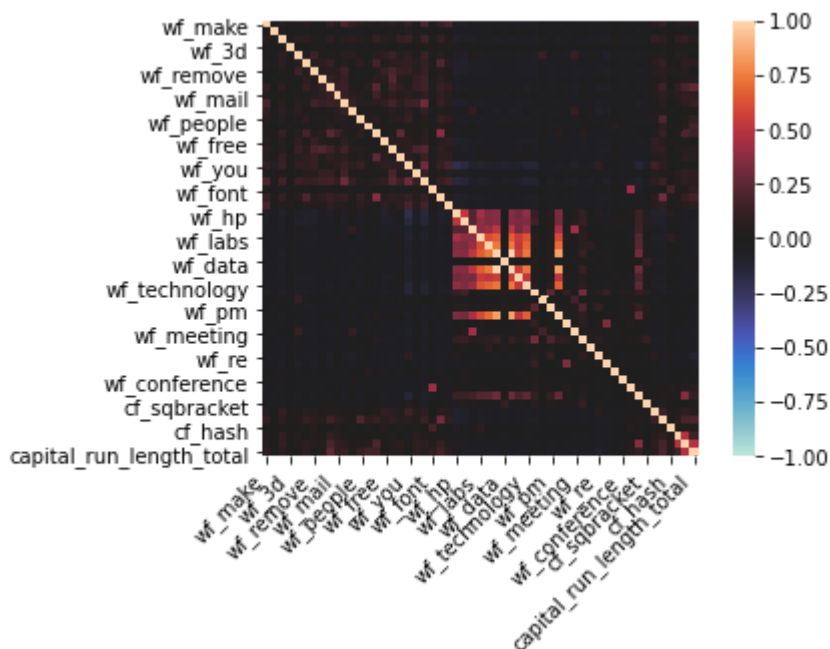 wf_make
wf_3d
wf_remove
wf_mail
wf_people
wf_free
wf_you
wf_font
wf_hp
wf_labs
wf_data
wf_technology
wf_pm
wf_meeting
wf_re
wf_conference
cf_sqbracket
cf_hash
capital_run_length_total
wf_make
wf_3d
wf_remove
wf_mail
wf_people
wf_free
wf_you
wf_font
wf_hp
wf_labs
wf_data
wf_technology
wf_pm
wf_meeting
wf_re
wf_conference
cf_sqbracket
cf_hash
capital_run_length_total
1.00
0.75
0.50
0.25
0.00
−0.25
−0.50
−0.75
−1.00